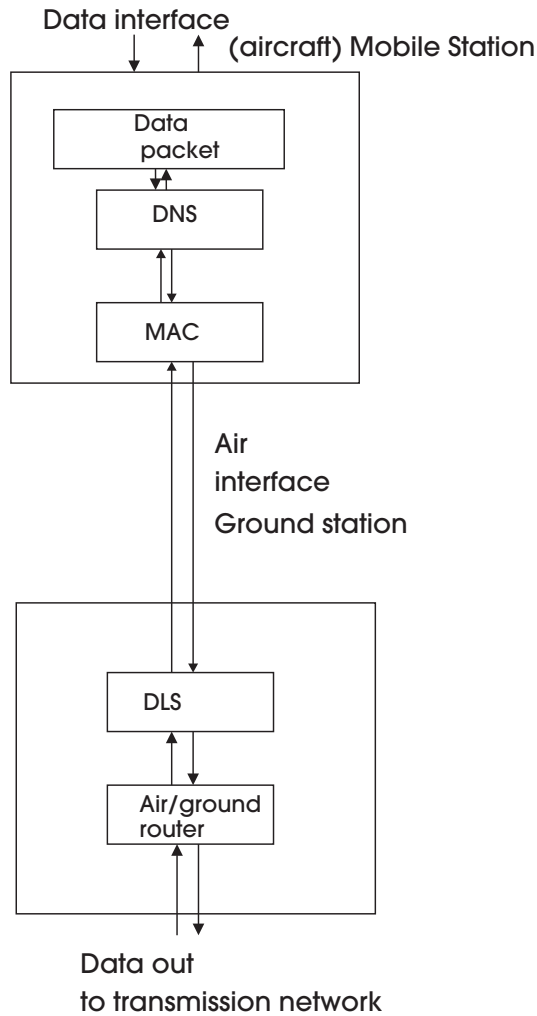 Data interface
(aircraft) Mobile Station
Data
packet
DNS
MAC
Air
interface
Ground station
DLS
Air/ground
router
Data out
to transmission network